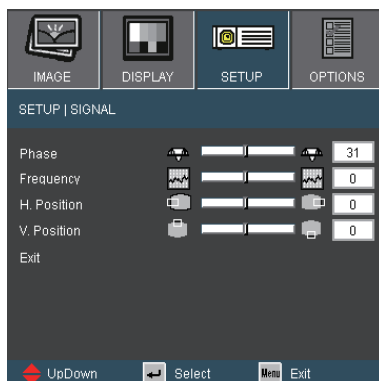 IMAGE DISPLAY SETUP OPTIONS
SETUP | SIGNAL
Phase 31
Frequency 0
H. Position 0
V. Position 0
Exit
UpDown Select Menu Exit